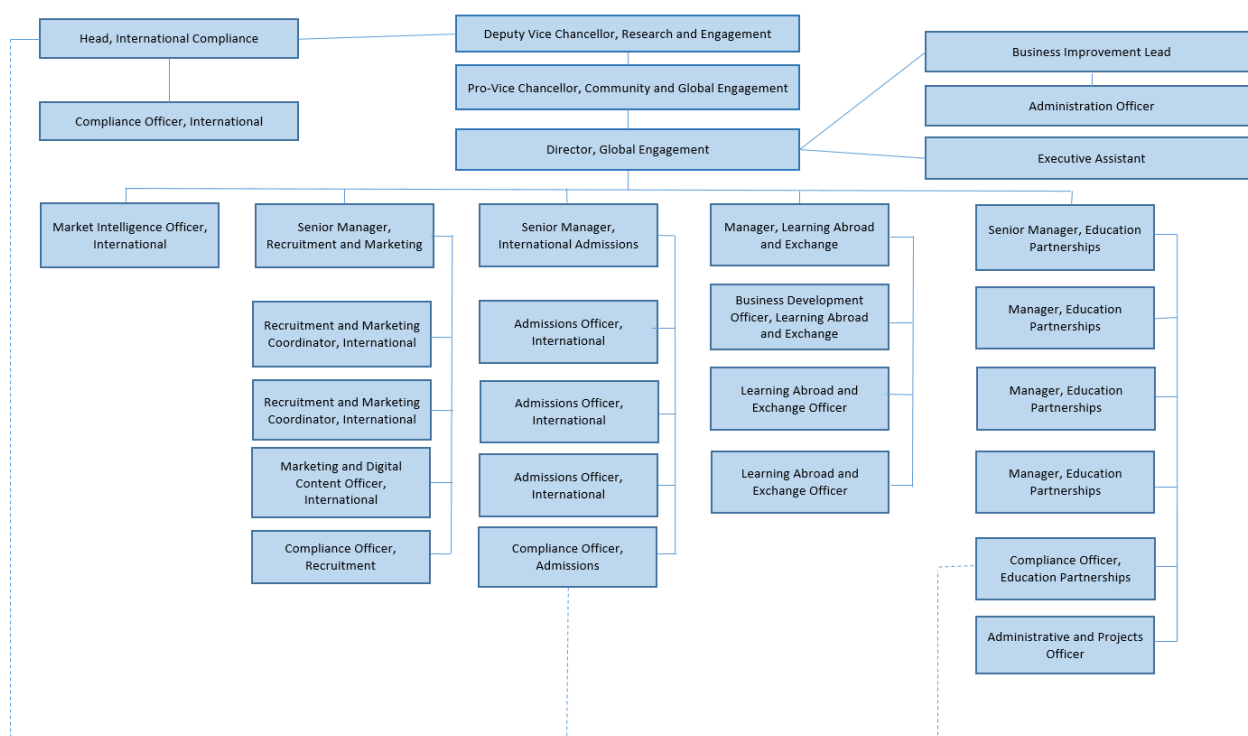 Head, International Compliance
Deputy Vice Chancellor, Research and Engagement
Business Improvement Lead
Pro-Vice Chancellor, Community and Global Engagement
Administration Officer
Compliance Officer, International
Director, Global Engagement
Executive Assistant
Market Intelligence Officer,
International
Senior Manager,
Recruitment and Marketing
Senior Manager,
International Admissions
Manager, Learning Abroad
and Exchange
Senior Manager, Education
Partnerships
Recruitment and Marketing
Coordinator, International
Admissions Officer,
International
Business Development
Officer, Learning Abroad
and Exchange
Manager, Education
Partnerships
Recruitment and Marketing
Coordinator, International
Admissions Officer,
International
Learning Abroad and
Exchange Officer
Manager, Education
Partnerships
Marketing and Digital
Content Officer,
International
Admissions Officer,
International
Learning Abroad and
Exchange Officer
Manager, Education
Partnerships
Compliance Officer,
Recruitment
Compliance Officer,
Admissions
Compliance Officer,
Education Partnerships
Administrative and Projects
Officer